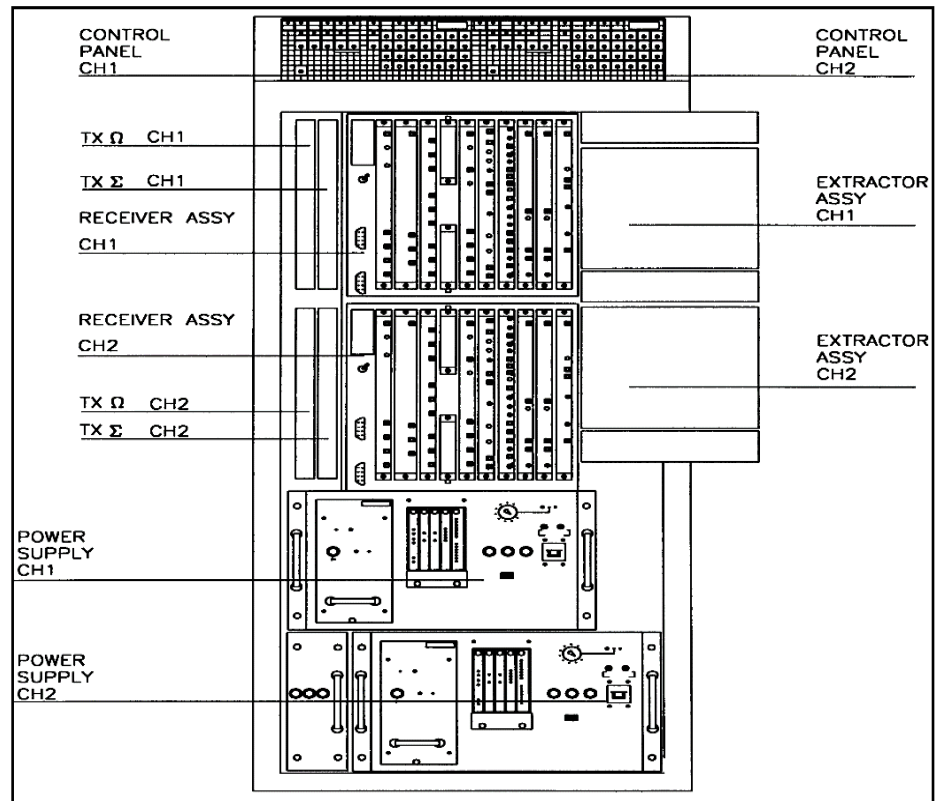 CONTROL
PANEL
CH1
CONTROL
PANEL
CH2
TX Ω CH1
TX Σ CH1
RECEIVER ASSY
CH1
EXTRACTOR
ASSY
CH1
RECEIVER ASSY
CH2
EXTRACTOR
ASSY
CH2
TX Ω CH2
TX Σ CH2
POWER
SUPPLY
CH1
POWER
SUPPLY
CH2